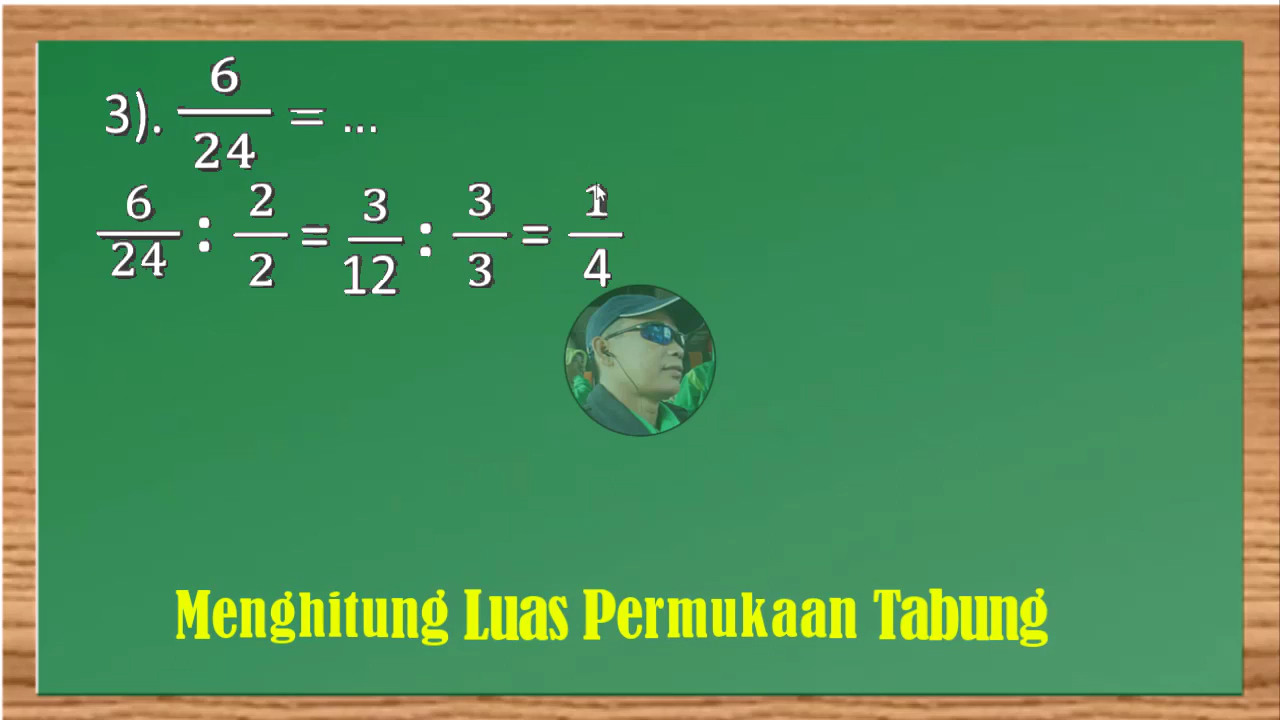 3). 6/24 = ...
6/24 : 2/2 = 3/12 : 3/3 = 1/4
Menghitung Luas Permukaan Tabung